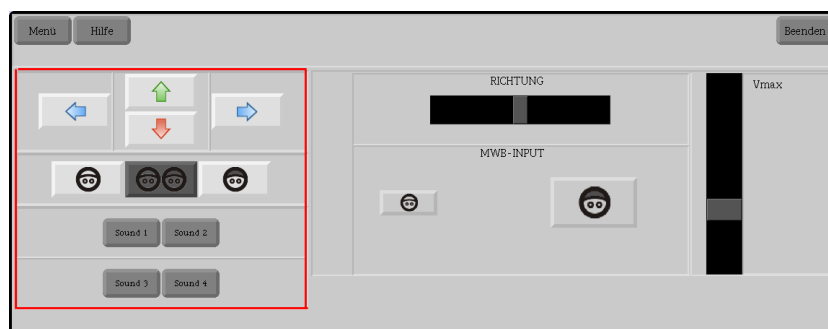 Menü
Hilfe
Beenden
RICHTUNG
Vmax
MWB-INPUT
Sound 1
Sound 2
Sound 3
Sound 4